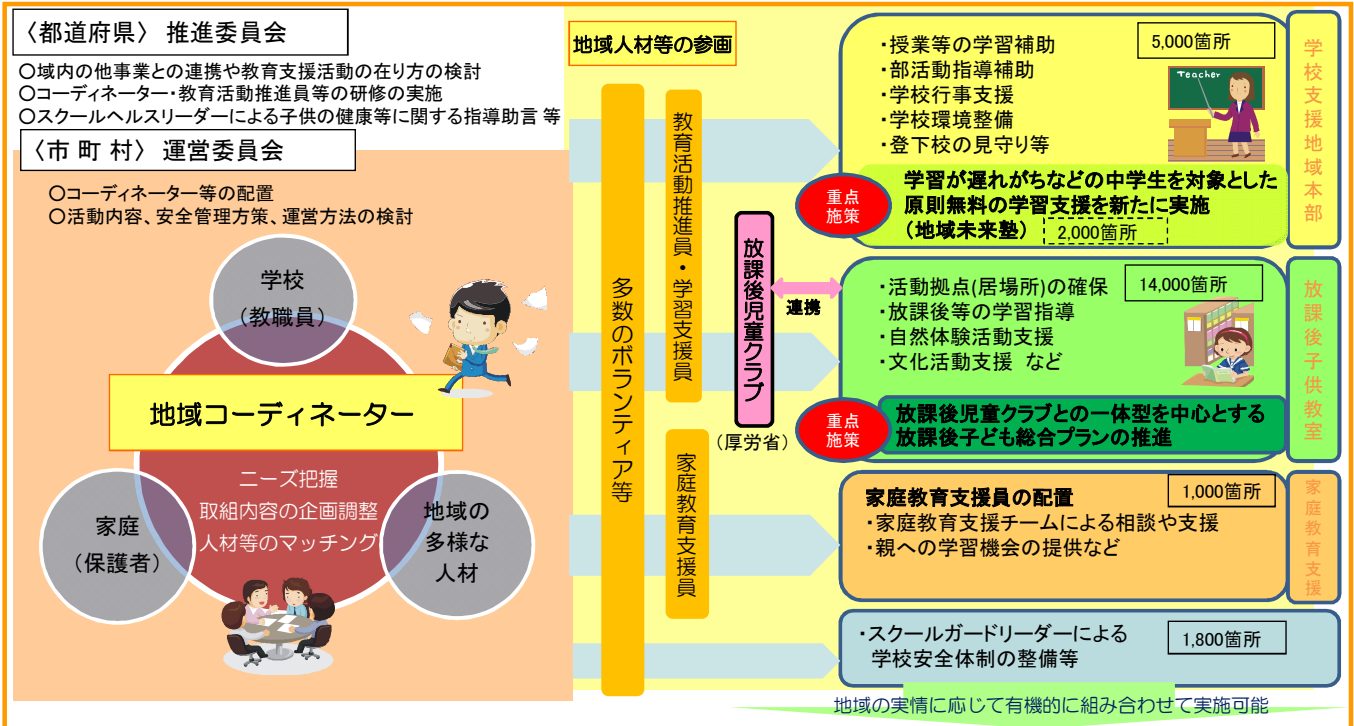 〈都道府県〉 推進委員会
○域内の他事業との連携や教育支援活動の在り方の検討
○コーディネーター・教育活動推進員等の研修の実施
○スクールヘルスリーダーによる子供の健康等に関する指導助言 等
〈市 町 村〉 運営委員会
○コーディネーター等の配置
○活動内容、安全管理方策、運営方法の検討
学校
(教職員)
地域コーディネーター
ニーズ把握
取組内容の企画調整
人材等のマッチング
家庭
(保護者)
地域の
多様な
人材
地域人材等の参画
多数のボランティア等
教育活動推進員・学習支援員
家庭教育支援員
放課後児童クラブ
(厚労省)
連携
・授業等の学習補助
・部活動指導補助
・学校行事支援
・学校環境整備
・登下校の見守り等
5,000箇所
Teacher
重点
施策
学習が遅れがちなどの中学生を対象とした
原則無料の学習支援を新たに実施
(地域未来塾) 2,000箇所
学校支援地域本部
・活動拠点(居場所)の確保
・放課後等の学習指導
・自然体験活動支援
・文化活動支援 など
14,000箇所
重点
施策
放課後児童クラブとの一体型を中心とする
放課後子ども総合プランの推進
放課後子供教室
家庭教育支援員の配置
1,000箇所
・家庭教育支援チームによる相談や支援
・親への学習機会の提供など
家庭教育支援
・スクールガードリーダーによる
学校安全体制の整備等
1,800箇所
地域の実情に応じて有機的に組み合わせて実施可能